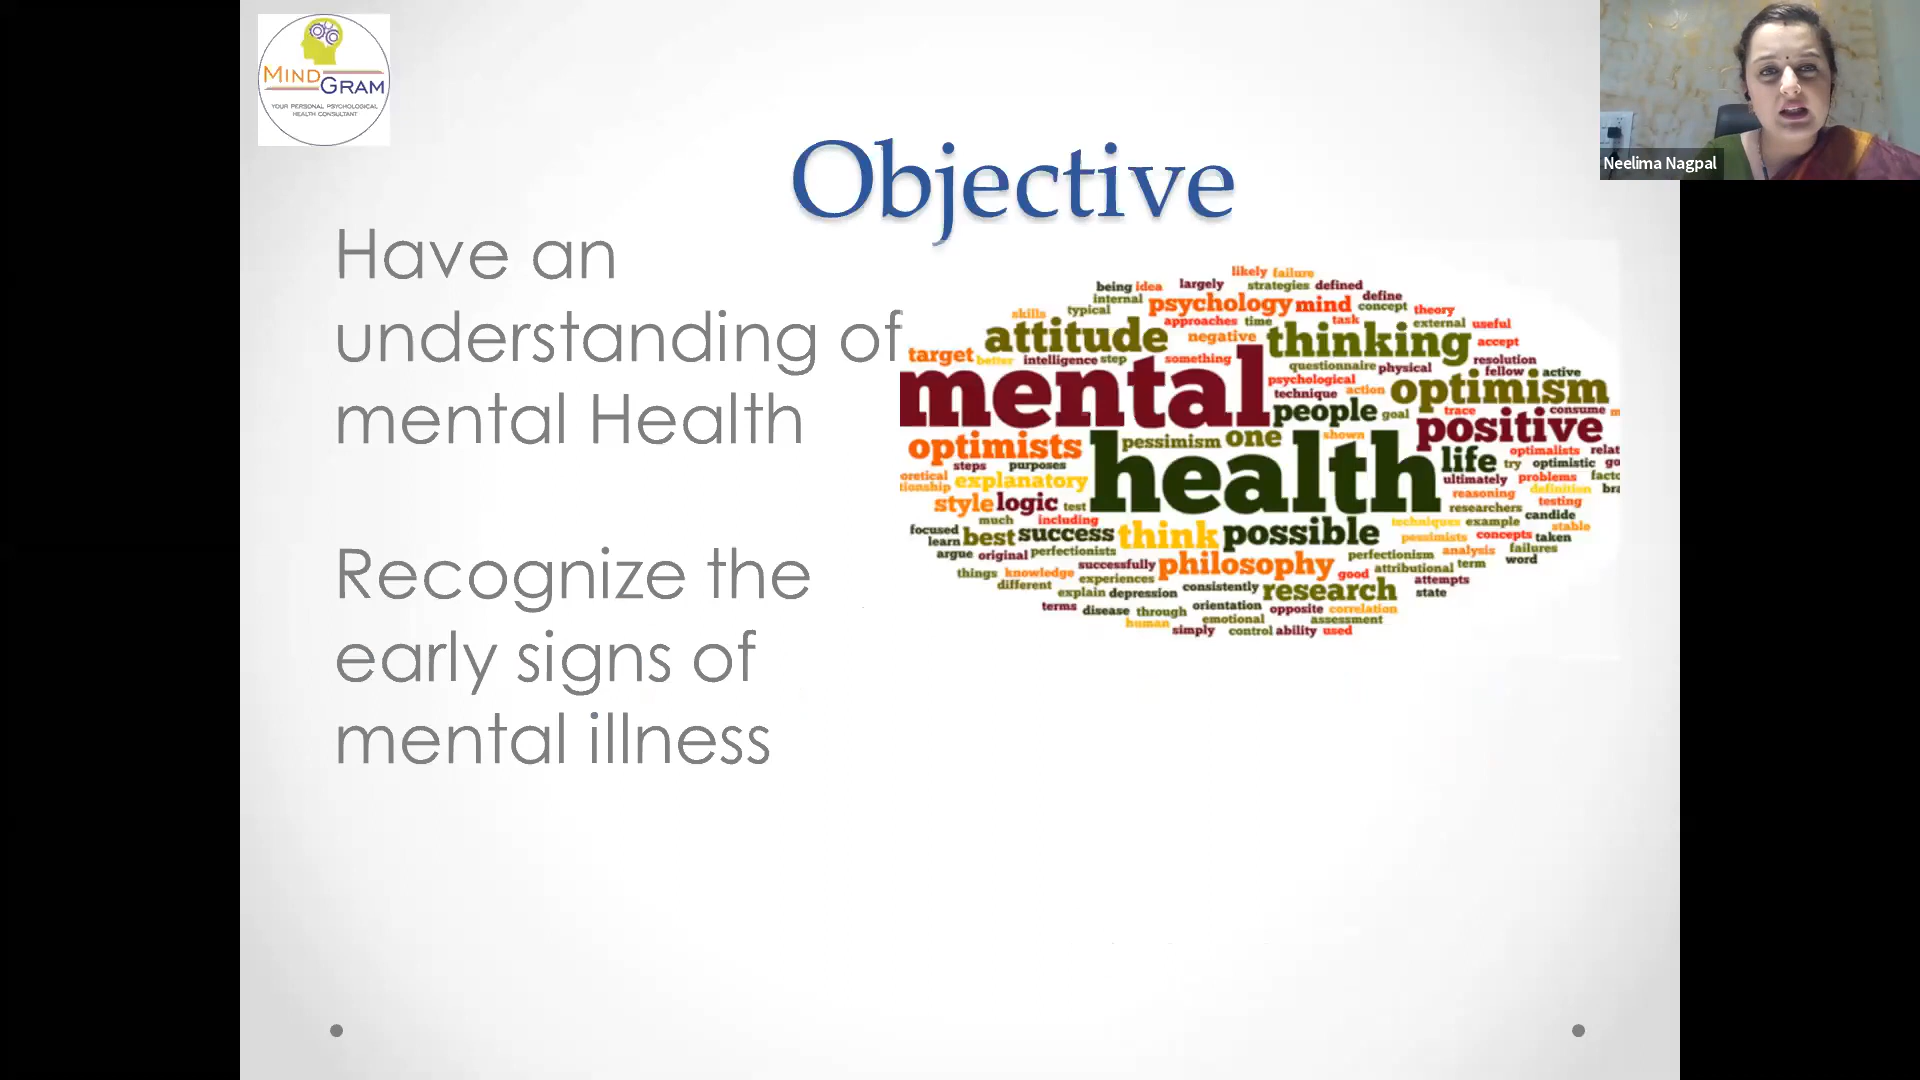 MIND
GRAM
YOUR PERSONAL PSYCHOLOGICAL
HEALTH CONSULTANT
Neelima Nagpal
Objective
Have an
understanding of
mental Health
Recognize the
early signs of
mental illness
likely failure
being idea largely strategies defined
internal psychology mind define
skills typical concept theory
attitude approaches time task external useful
negative thinking accept
target better intelligence step something resolution
questionnaire physical fellow active
mental psychological optimism
technique action people goal trace consume
optimists pessimism one shown positive
steps purposes life try optimalists optimistic
explanatory health ultimately problems
reasoning definition
style logic test researchers testing
much including techniques example candide
focused best success think possible stable
learn pessimists concepts taken
argue original perfectionists perfectionism analysis failures
successfully philosophy attributional term word
things knowledge experiences good attempts
different explain depression consistently research state
terms disease through orientation opposite correlation
human emotional assessment
simply control ability used